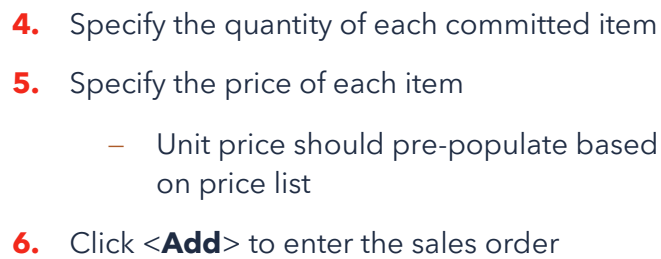 4. Specify the quantity of each committed item
5. Specify the price of each item
– Unit price should pre-populate based
on price list
6. Click <Add> to enter the sales order